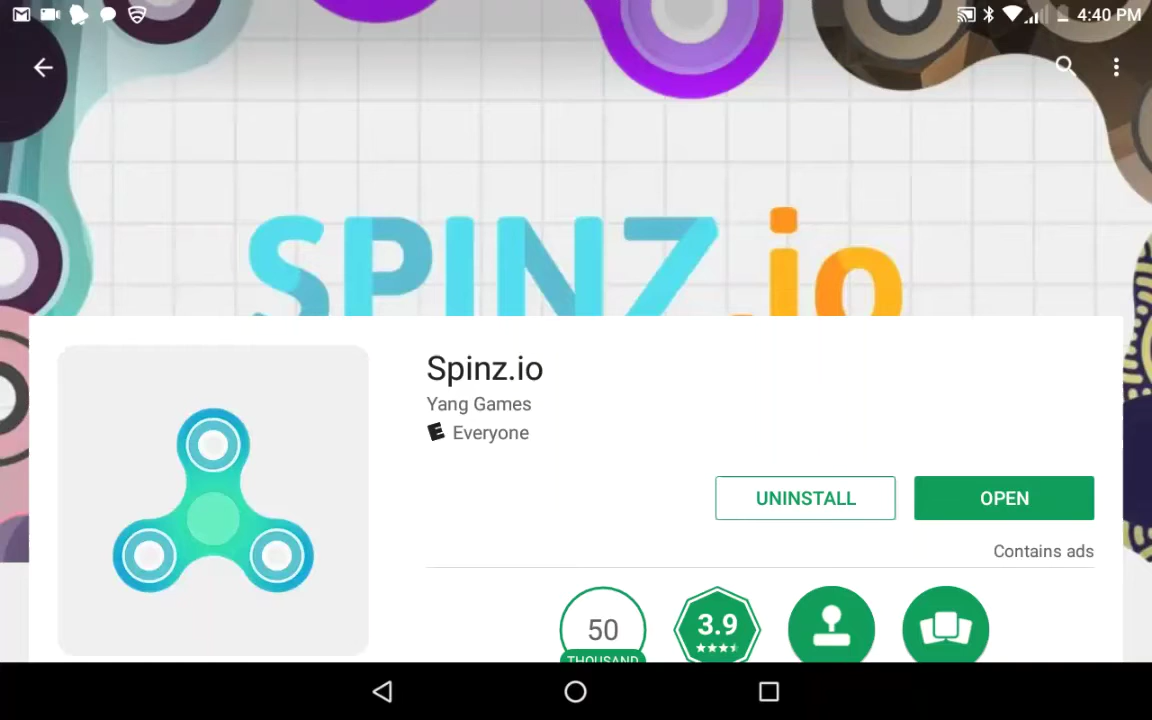 4:40 PM
SPINZ.io
Spinz.io
Yang Games
E Everyone
UNINSTALL
OPEN
Contains ads
50
THOUSAND
3.9